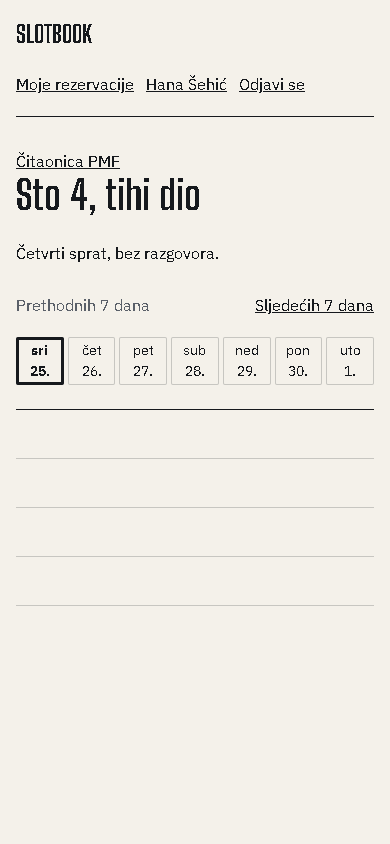 SLOTBOOK
Moje rezervacije Hana Šehić Odjavi se
Čitaonica PMF
Sto 4, tihi dio
Četvrti sprat, bez razgovora.
Prethodnih 7 dana Sljedećih 7 dana
sri čet pet sub ned pon uto
25. 26. 27. 28. 29. 30. 1.